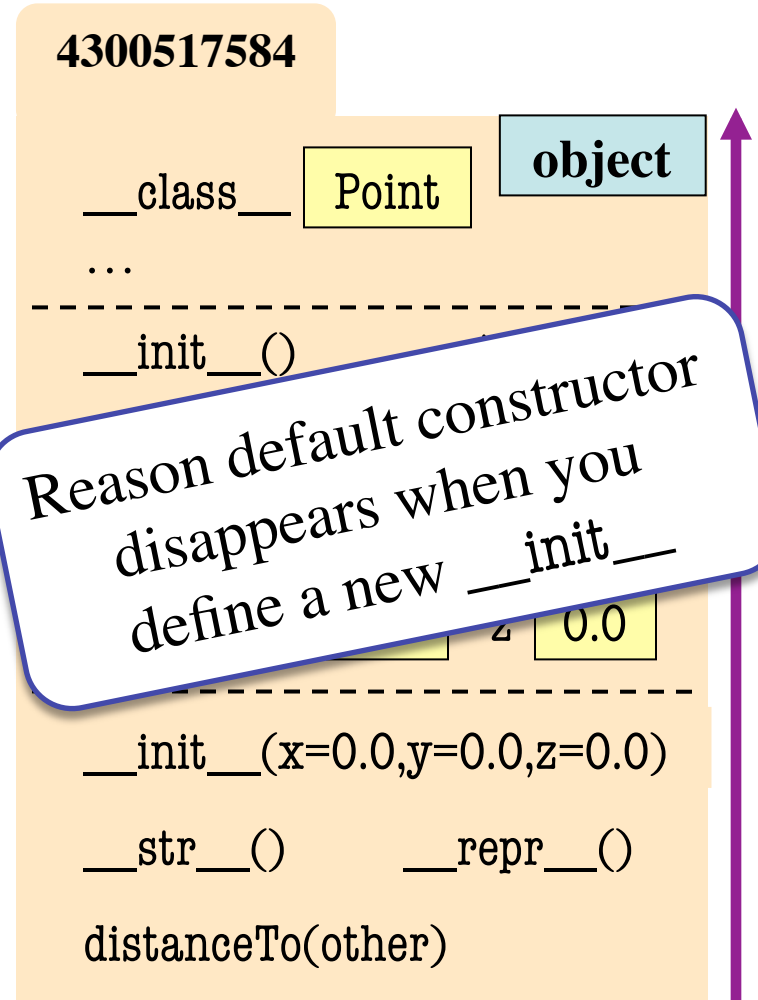 4300517584
object
__class__ Point
...
__init__()
Reason default constructor
disappears when you
define a new __init__
z 0.0
__init__(x=0.0,y=0.0,z=0.0)
__str__() __repr__()
distanceTo(other)